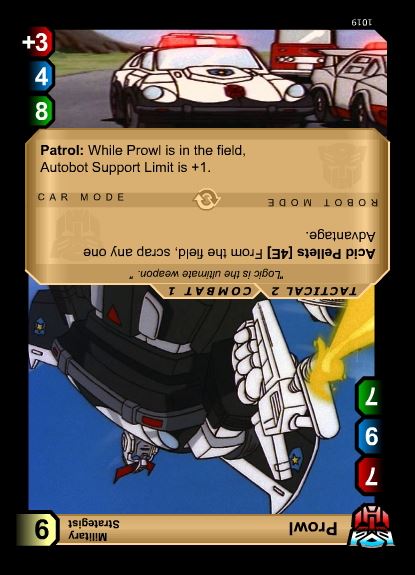 1019
+3
4
8
Patrol: While Prowl is in the field,
Autobot Support Limit is +1.
CAR MODE
ROBOT MODE
Prowl
Military
Strategist
9
7
6
7
TACTICAL 2 COMBAT 1
"Logic is the ultimate weapon."
Acid Pellets [4E] From the field, scrap any one
Advantage.